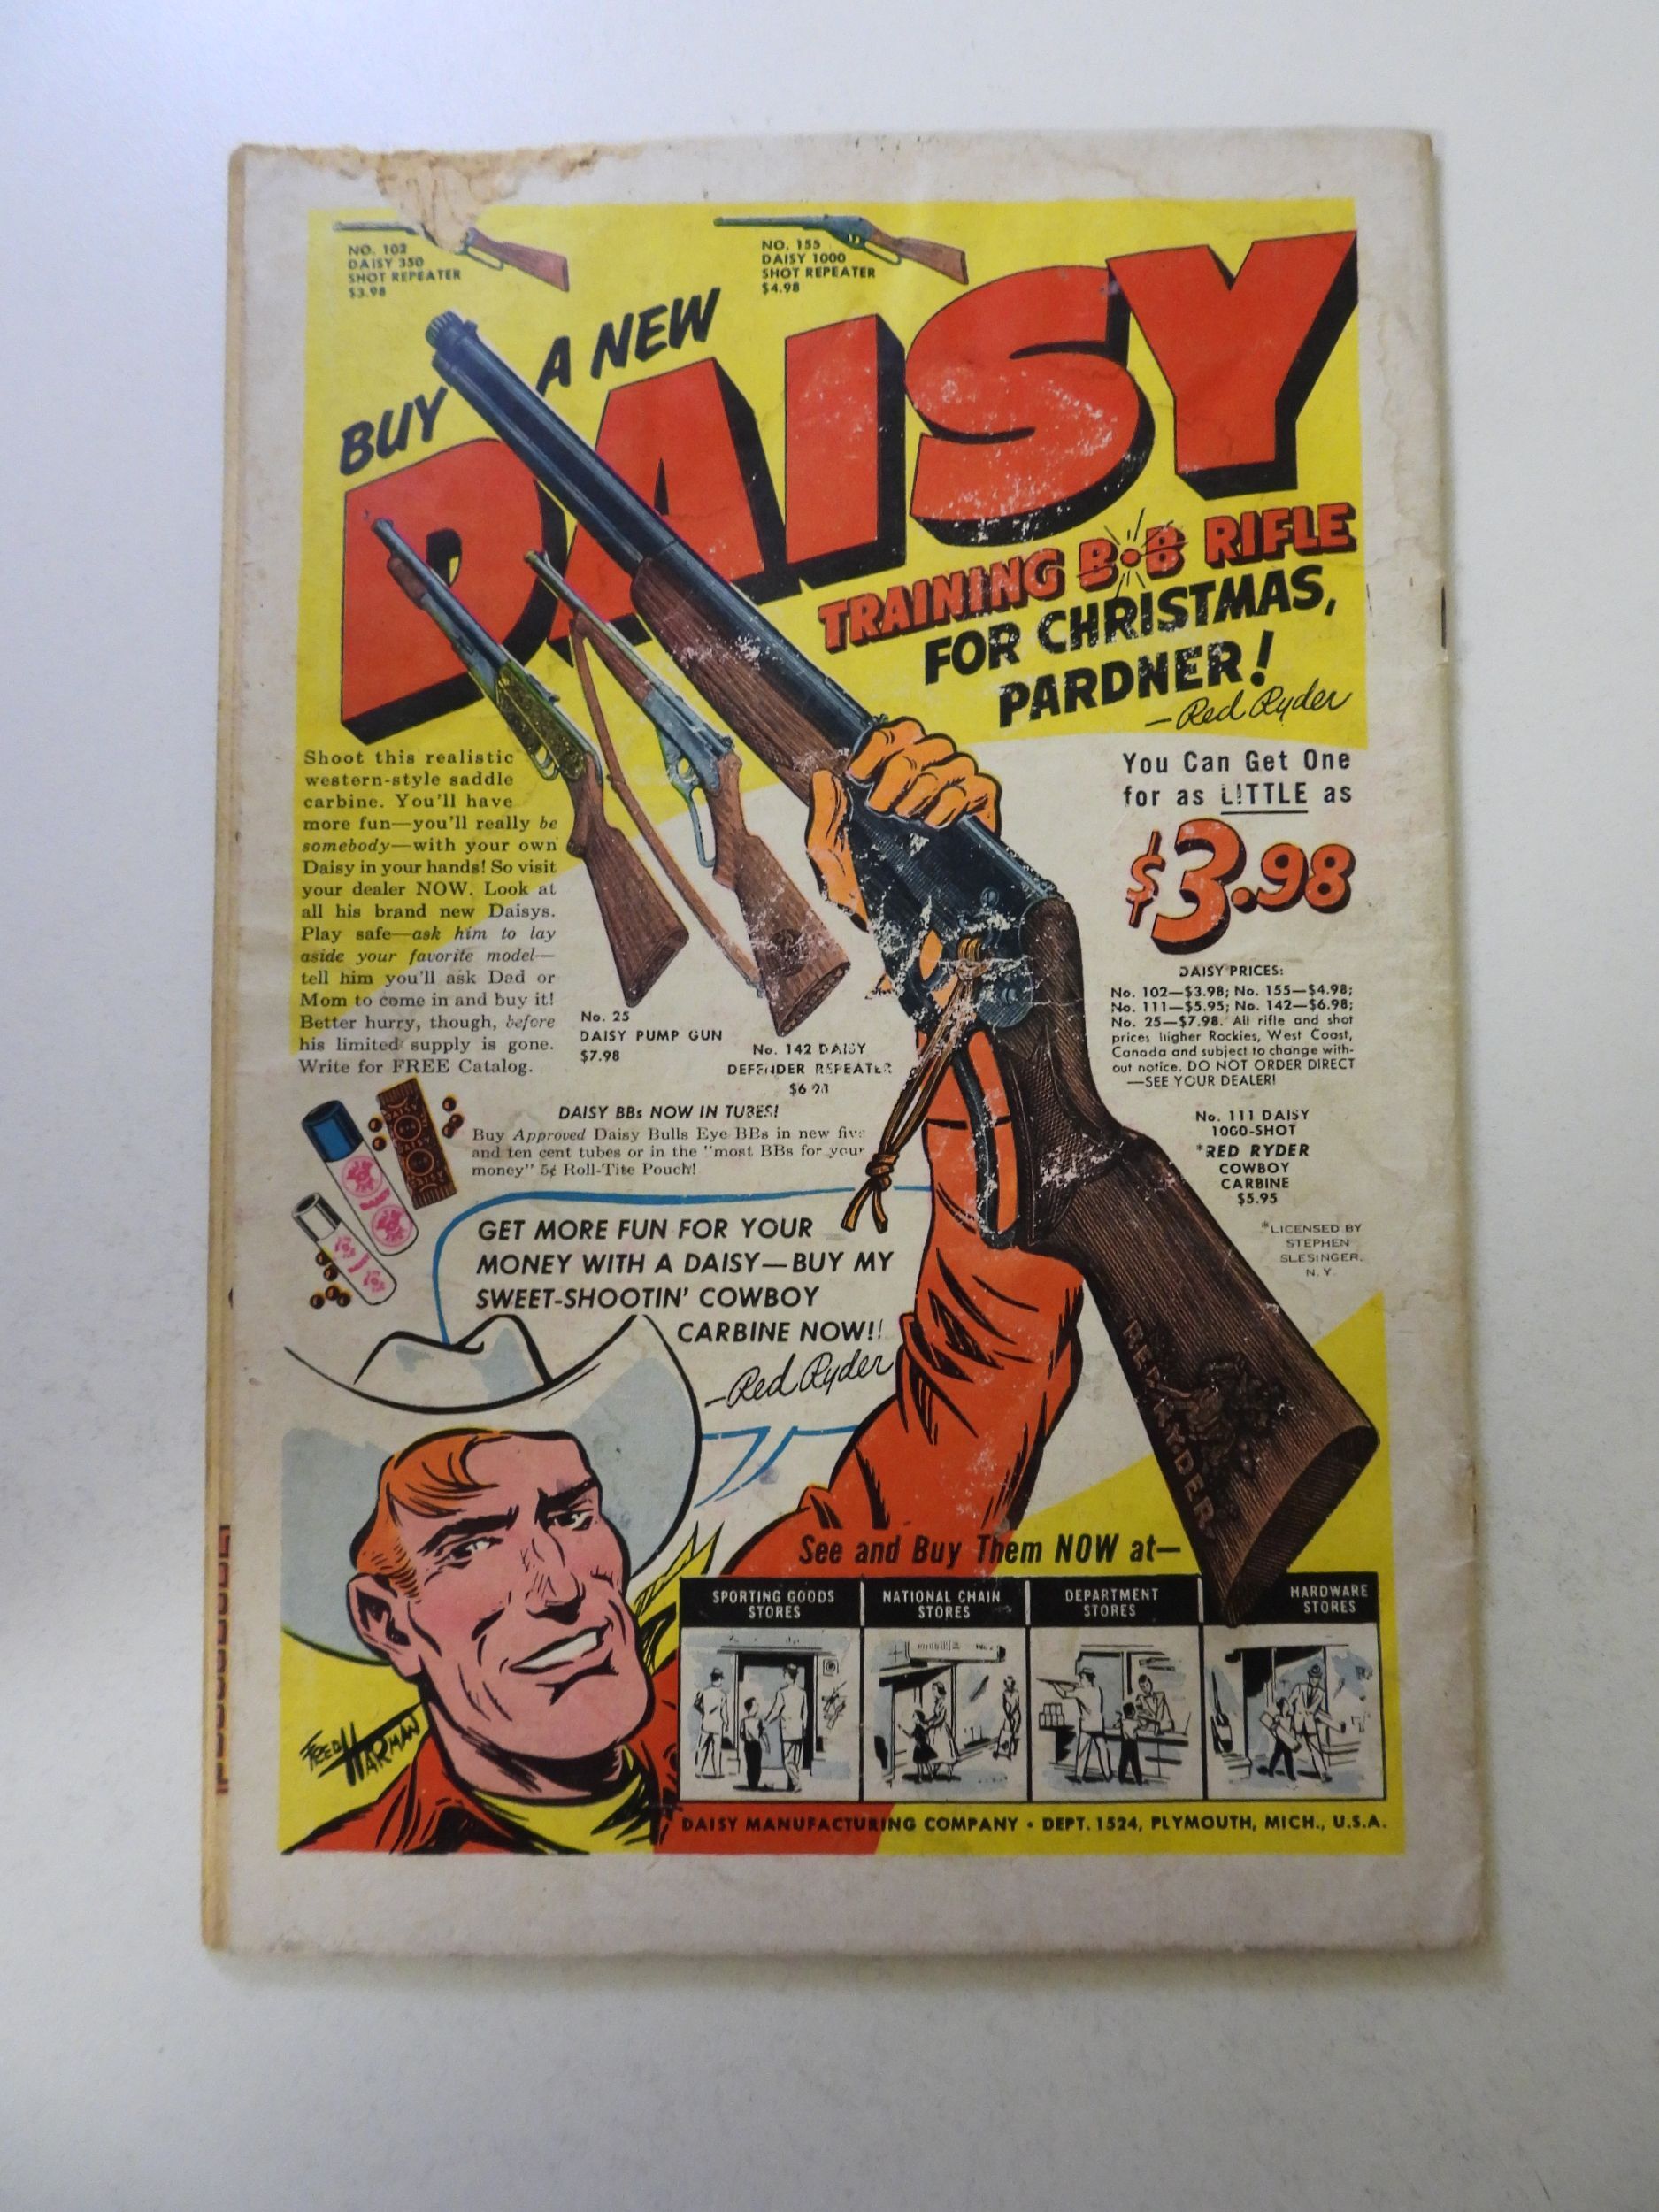 NO. 102
DAISY 350
SHOT REPEATER
$3.98
NO. 155
DAISY 1000
SHOT REPEATER
$4.98
BUY A NEW
DAISY
TRAINING B·B RIFLE
FOR CHRISTMAS,
PARDNER!
—Red Ryder
Shoot this realistic
western-style saddle
carbine. You'll have
more fun—you'll really be
somebody—with your own
Daisy in your hands! So visit
your dealer NOW. Look at
all his brand new Daisys.
Play safe—ask him to lay
aside your favorite model—
tell him you'll ask Dad or
Mom to come in and buy it!
Better hurry, though, before
his limited supply is gone.
Write for FREE Catalog.
No. 25
DAISY PUMP GUN
$7.98
No. 142 DAISY
DEFENDER REPEATER
$6.98
You Can Get One
for as LITTLE as
$3.98
DAISY PRICES:
No. 102—$3.98; No. 155—$4.98;
No. 111—$5.95; No. 142—$6.98;
No. 25—$7.98. All rifle and shot
prices higher Rockies, West Coast,
Canada and subject to change with-
out notice. DO NOT ORDER DIRECT
—SEE YOUR DEALER!
No. 111 DAISY
1000-SHOT
*RED RYDER
COWBOY
CARBINE
$5.95
*LICENSED BY
STEPHEN
SLESINGER,
N. Y.
DAISY BBs NOW IN TUBES!
Buy Approved Daisy Bulls Eye BBs in new five
and ten cent tubes or in the "most BBs for your
money" 5¢ Roll-Tite Pouch!
GET MORE FUN FOR YOUR
MONEY WITH A DAISY—BUY MY
SWEET-SHOOTIN' COWBOY
CARBINE NOW!!
—Red Ryder
RED RYDER
See and Buy Them NOW at—
SPORTING GOODS
STORES
NATIONAL CHAIN
STORES
DEPARTMENT
STORES
HARDWARE
STORES
FRED HARMAN
DAISY MANUFACTURING COMPANY • DEPT. 1524, PLYMOUTH, MICH., U.S.A.